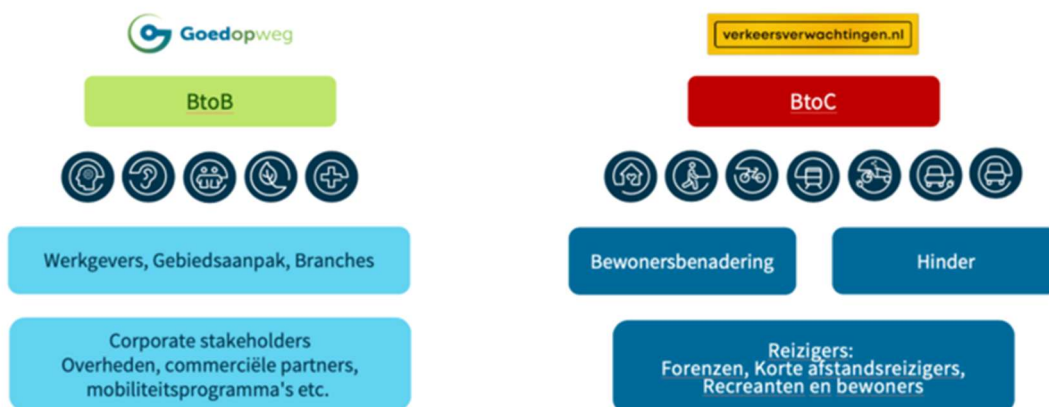 Goedopweg
verkeersverwachtingen.nl
BtoB
BtoC
Werkgevers, Gebiedsaanpak, Branches
Bewonersbenadering
Hinder
Corporate stakeholders
Overheden, commerciële partners,
mobiliteitsprogramma's etc.
Reizigers:
Forenzen, Korte afstandsreizigers,
Recreanten en bewoners